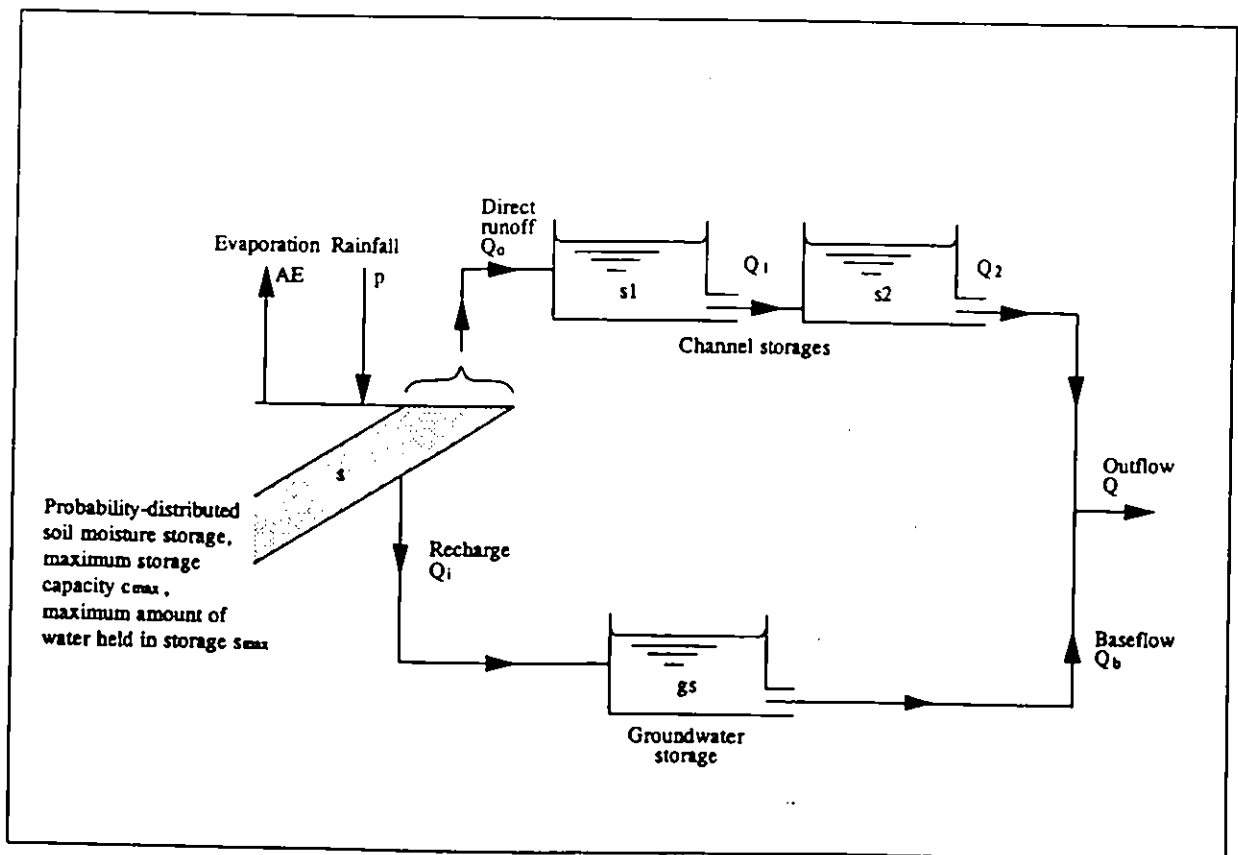 Direct
runoff
Qo
Evaporation Rainfall
AE
p
s1
Q1
s2
Q2
Channel storages
s
Probability-distributed
soil moisture storage,
maximum storage
capacity cmax,
maximum amount of
water held in storage smax
Recharge
Qi
Outflow
Q
gs
Baseflow
Qb
Groundwater
storage